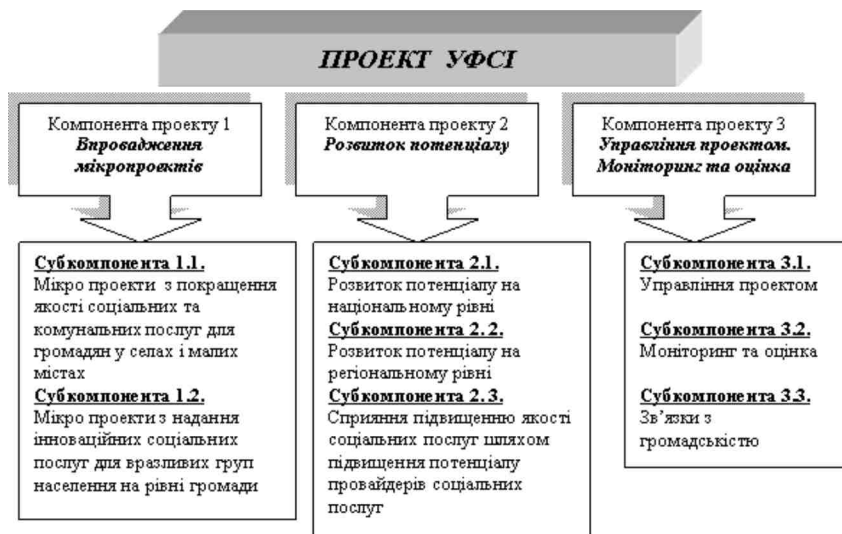 ПРОЕКТ УФСІ
Компонента проекту 1
Впровадження
мікропроектів
Компонента проекту 2
Розвиток потенціалу
Компонента проекту 3
Управління проектом.
Моніторинг та оцінка
Субкомпонента 1.1.
Мікро проекти з покращення
якості соціальних та
комунальних послуг для
громадян у селах і малих
містах
Субкомпонента 1.2.
Мікро проекти з надання
інноваційних соціальних
послуг для вразливих груп
населення на рівні громади
Субкомпонента 2.1.
Розвиток потенціалу на
національному рівні
Субкомпонента 2. 2.
Розвиток потенціалу на
регіональному рівні
Субкомпонента 2. 3.
Сприяння підвищенню якості
соціальних послуг шляхом
підвищення потенціалу
провайдерів соціальних
послуг
Субкомпонента 3.1.
Управління проектом
Субкомпонента 3.2.
Моніторинг та оцінка
Субкомпонента 3.3.
Зв’язки з
громадськістю